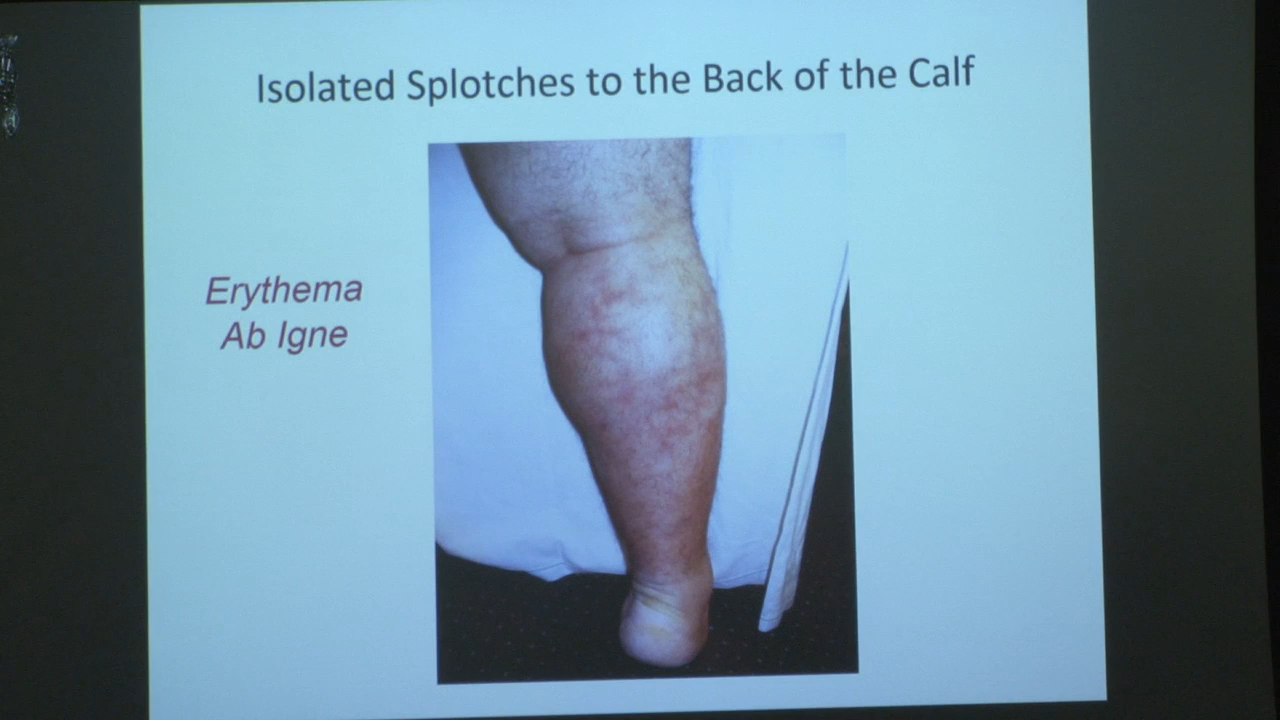 Isolated Splotches to the Back of the Calf
Erythema
Ab Igne